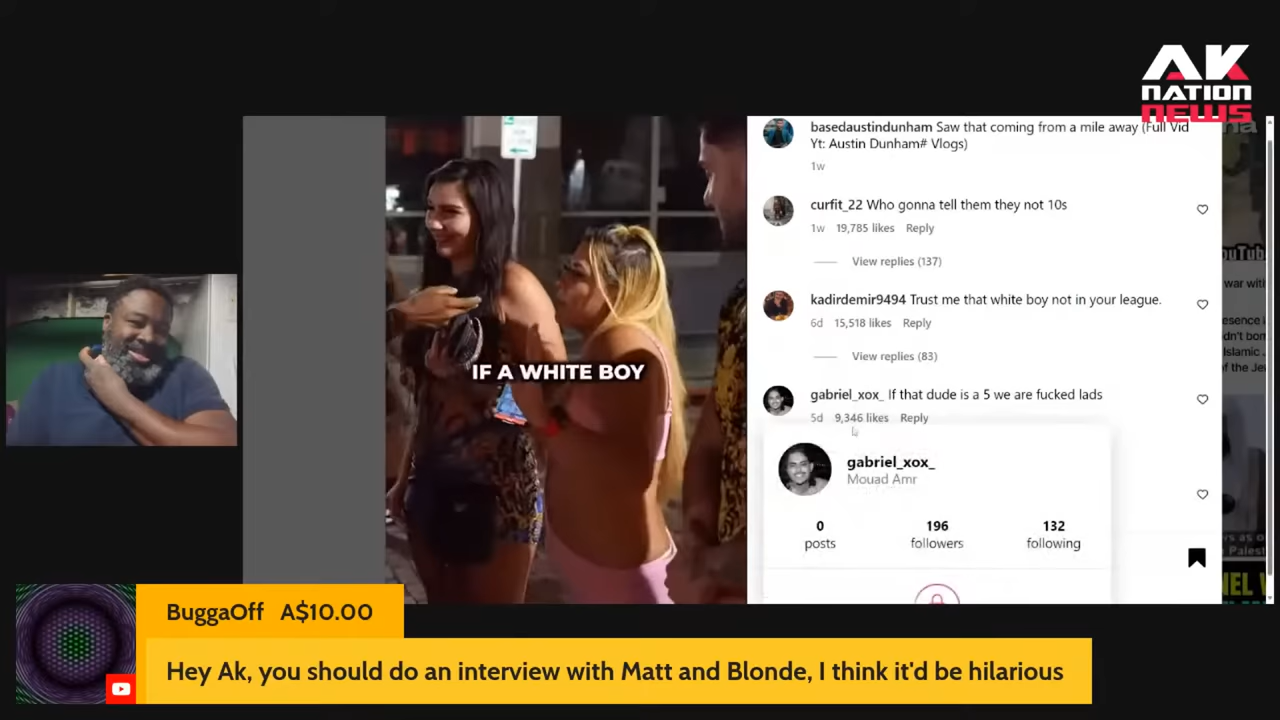 AK
NATION
NEWS
basedaustindunham Saw that coming from a mile away (Full Vid
Yt: Austin Dunham# Vlogs)
1w
curfit_22 Who gonna tell them they not 10s
1w 19,785 likes Reply
View replies (137)
kadirdemir9494 Trust me that white boy not in your league.
6d 15,518 likes Reply
View replies (83)
gabriel_xox_ If that dude is a 5 we are fucked lads
5d 9,346 likes Reply
gabriel_xox_
Mouad Amr
0 196 132
posts followers following
IF A WHITE BOY
BuggaOff A$10.00
Hey Ak, you should do an interview with Matt and Blonde, I think it'd be hilarious